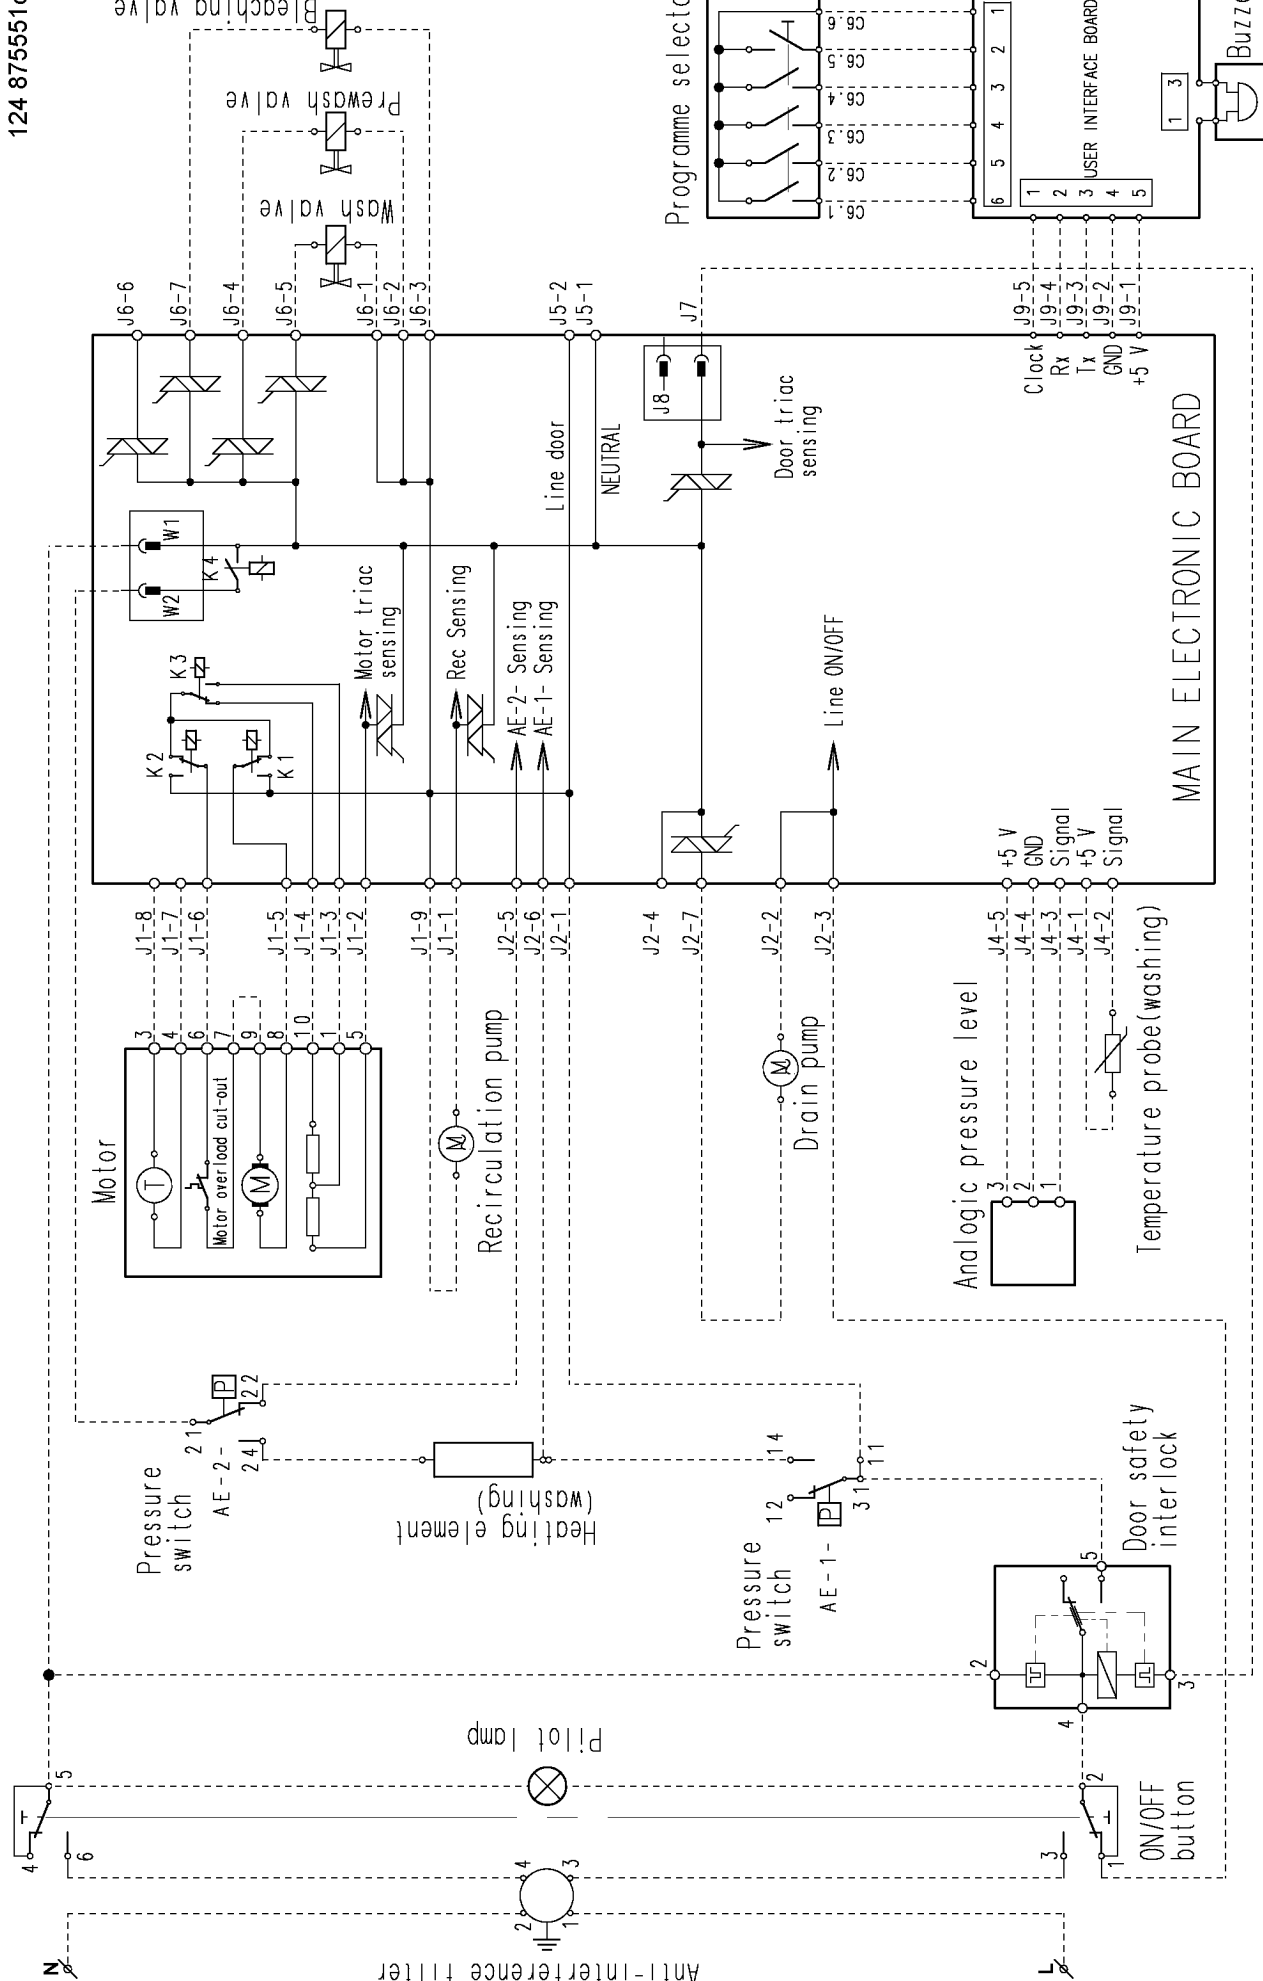 124 875551
Bleaching valve
Prewash valve
Wash valve
Programme selector
C6.6
C6.5
C6.4
C6.3
C6.2
C6.1
1
2
3
4
5
6
USER INTERFACE BOARD
1
2
3
4
5
1 3
Buzze
J6-6
J6-7
J6-4
J6-5
J6-1
J6-2
J6-3
J5-2
J5-1
J7
J9-5
J9-4
J9-3
J9-2
J9-1
Clock
Rx
Tx
GND
+5 V
J8
Door triac
sensing
Line door
NEUTRAL
W1
W2
K4
K3
K2
K1
Motor triac
sensing
Rec Sensing
AE-2- Sensing
AE-1- Sensing
Line ON/OFF
MAIN ELECTRONIC BOARD
+5 V
GND
Signal
+5 V
Signal
J1-8
J1-7
J1-6
J1-5
J1-4
J1-3
J1-2
J1-9
J1-1
J2-5
J2-6
J2-1
J2-4
J2-7
J2-2
J2-3
J4-5
J4-4
J4-3
J4-1
J4-2
Motor
3
4
6
7
9
8
10
1
5
T
Motor overload cut-out
M
Recirculation pump
M
Drain pump
M
Analogic pressure level
3
2
1
Temperature probe(washing)
Pressure
switch
AE-2-
21
22
24
P
Heating element
(washing)
Pressure
switch
AE-1-
14
12
11
31
P
Door safety
interlock
2
5
4
3
Pilot lamp
5
4
6
2
3
1
ON/OFF
button
4
3
2
1
Anti-interference filter
N
L